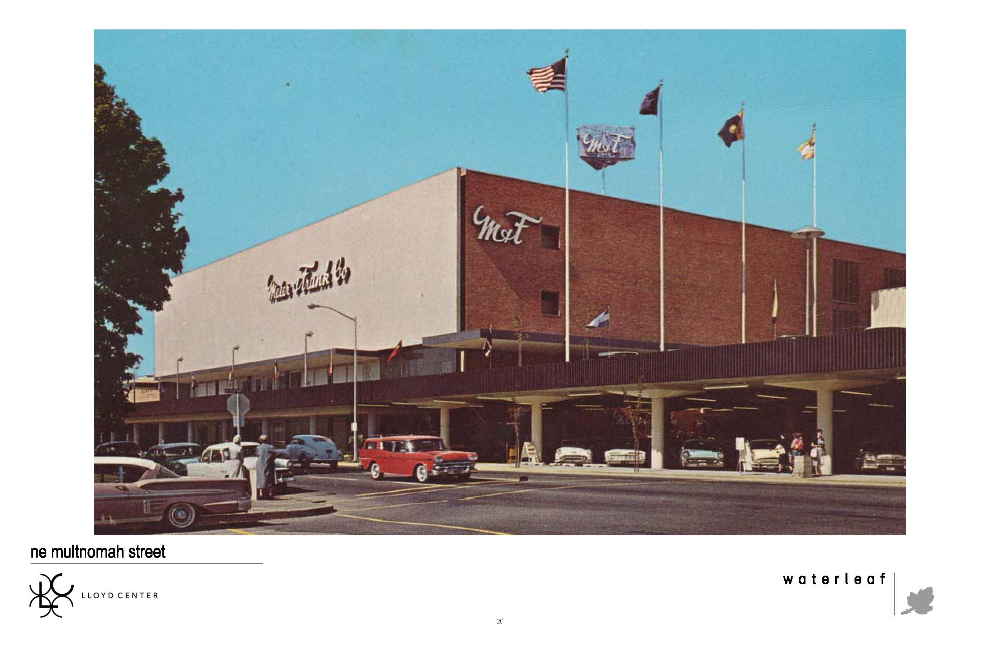 M&F
M&F
Meier & Frank Co
ne multnomah street
LLOYD CENTER
waterleaf
20